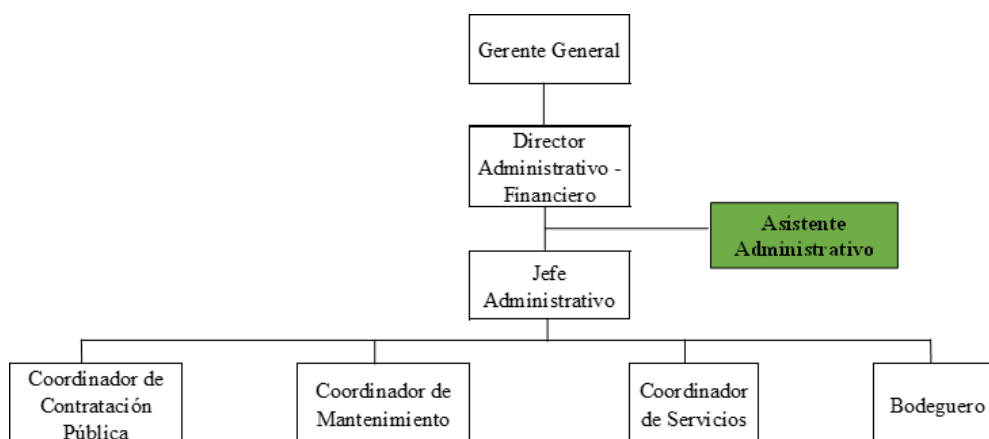 Gerente General
Director
Administrativo -
Financiero
Asistente
Administrativo
Jefe
Administrativo
Coordinador de
Contratación
Pública
Coordinador de
Mantenimiento
Coordinador
de Servicios
Bodeguero